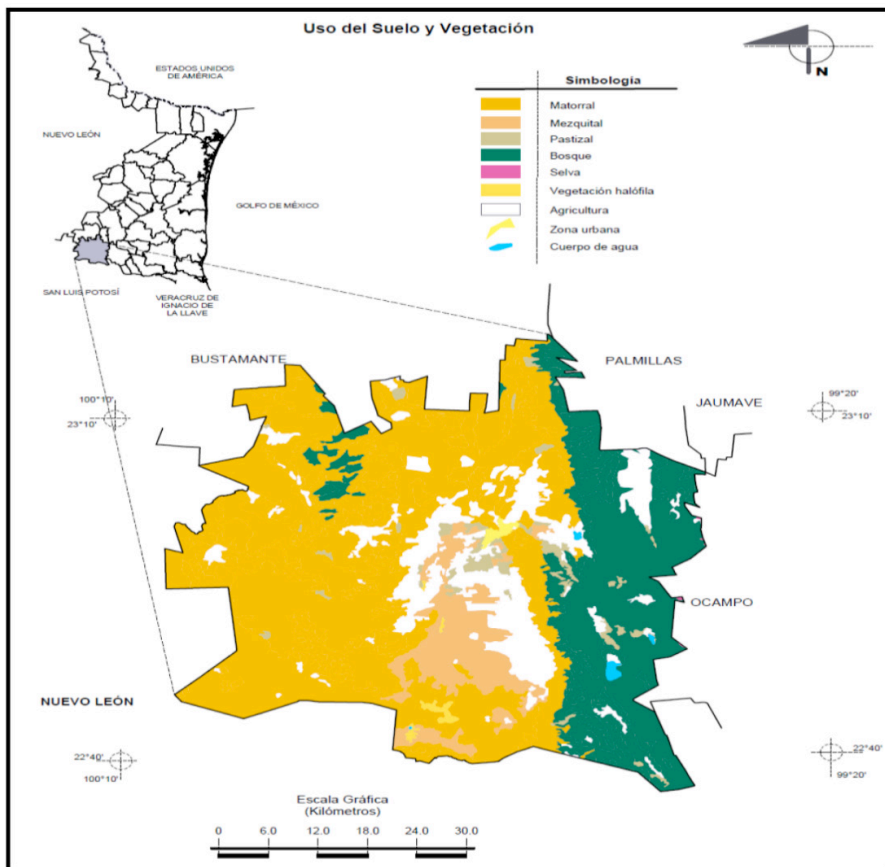 Uso del Suelo y Vegetación
ESTADOS UNIDOS
DE AMÉRICA
N
Simbología
Matorral
Mezquital
Pastizal
Bosque
Selva
Vegetación halófila
Agricultura
Zona urbana
Cuerpo de agua
NUEVO LEÓN
GOLFO DE MÉXICO
SAN LUIS POTOSÍ
VERACRUZ DE
IGNACIO DE
LA LLAVE
BUSTAMANTE
PALMILLAS
JAUMAVE
100°10'
23°10'
99°20'
23°10'
OCAMPO
NUEVO LEÓN
22°40'
100°10'
22°40'
99°20'
Escala Gráfica
(Kilómetros)
0 6.0 12.0 18.0 24.0 30.0